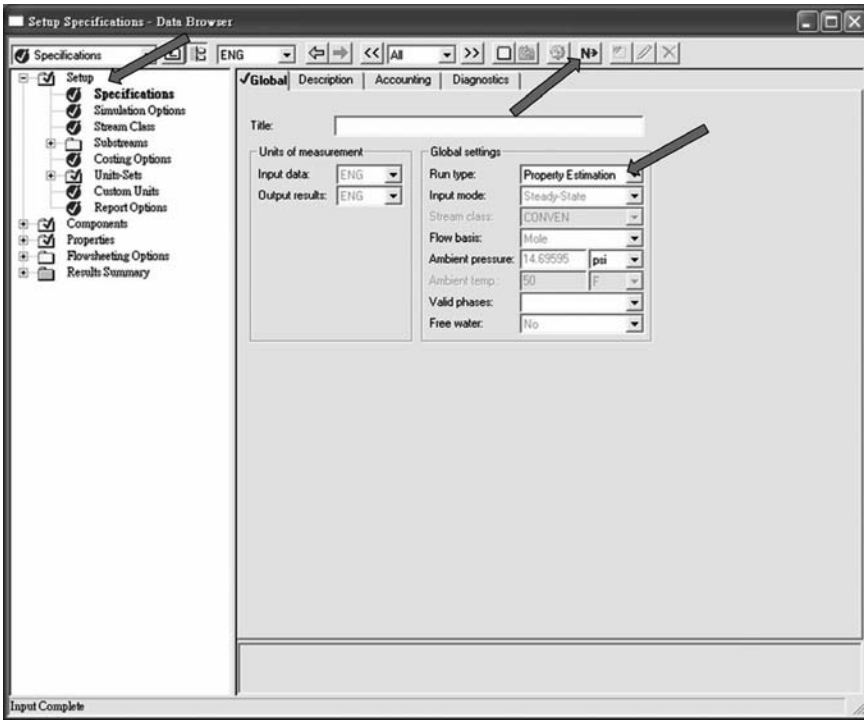 Setup Specifications - Data Browser
Specifications ENG << All >> N>
Setup
Specifications
Simulation Options
Stream Class
Substreams
Costing Options
Units-Sets
Custom Units
Report Options
Components
Properties
Flowsheeting Options
Results Summary
Global Description Accounting Diagnostics
Title:
Units of measurement
Input data: ENG
Output results: ENG
Global settings
Run type: Property Estimation
Input mode: Steady-State
Stream class: CONVEN
Flow basis: Mole
Ambient pressure: 14.69595 psi
Ambient temp.: 50 F
Valid phases:
Free water: No
Input Complete